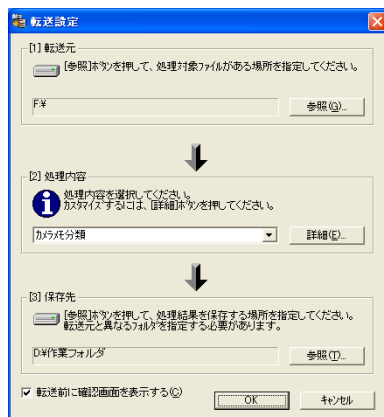 転送設定
[1] 転送元
[参照]ボタンを押して、処理対象ファイルがある場所を指定してください。
F:¥
参照(G)...
[2] 処理内容
処理内容を選択してください。
カスタマイズするには、[詳細]ボタンを押してください。
カメラメモ分類
詳細(E)...
[3] 保存先
[参照]ボタンを押して、処理結果を保存する場所を指定してください。
転送元と異なるフォルダを指定する必要があります。
D:¥作業フォルダ
参照(T)...
転送前に確認画面を表示する(C)
OK
キャンセル